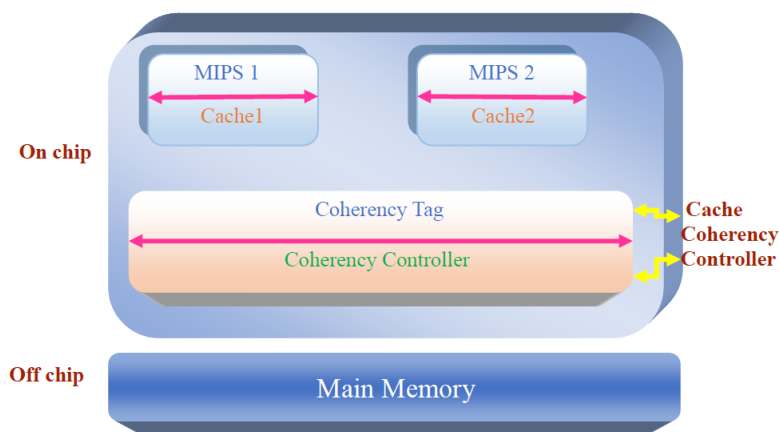 MIPS 1
Cache1
MIPS 2
Cache2
On chip
Coherency Tag
Coherency Controller
Cache
Coherency
Controller
Off chip
Main Memory